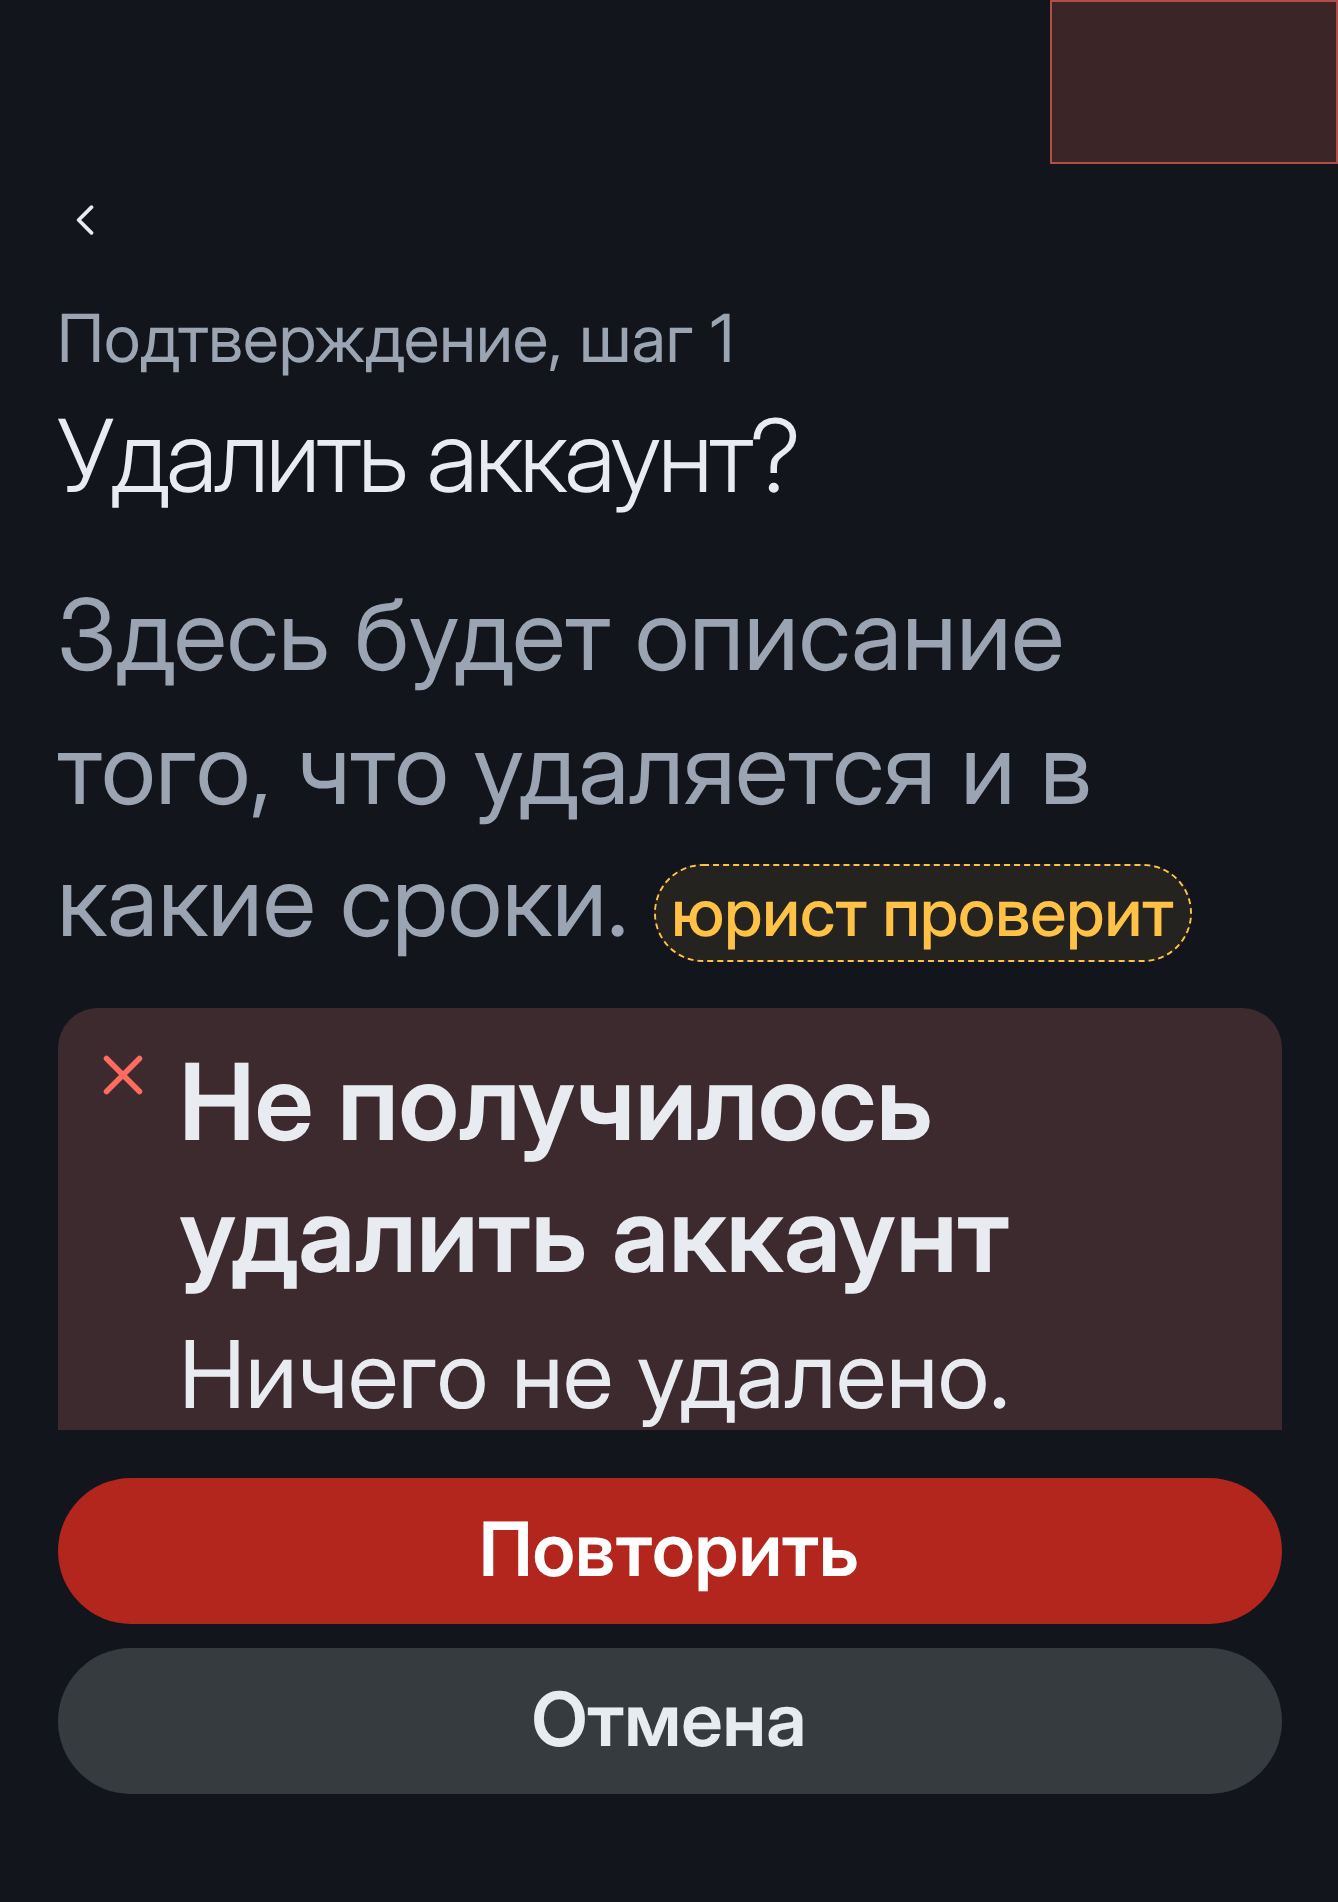 Подтверждение, шаг 1
Удалить аккаунт?
Здесь будет описание
того, что удаляется и в
какие сроки. юрист проверит
Не получилось
удалить аккаунт
Ничего не удалено.
Повторить
Отмена